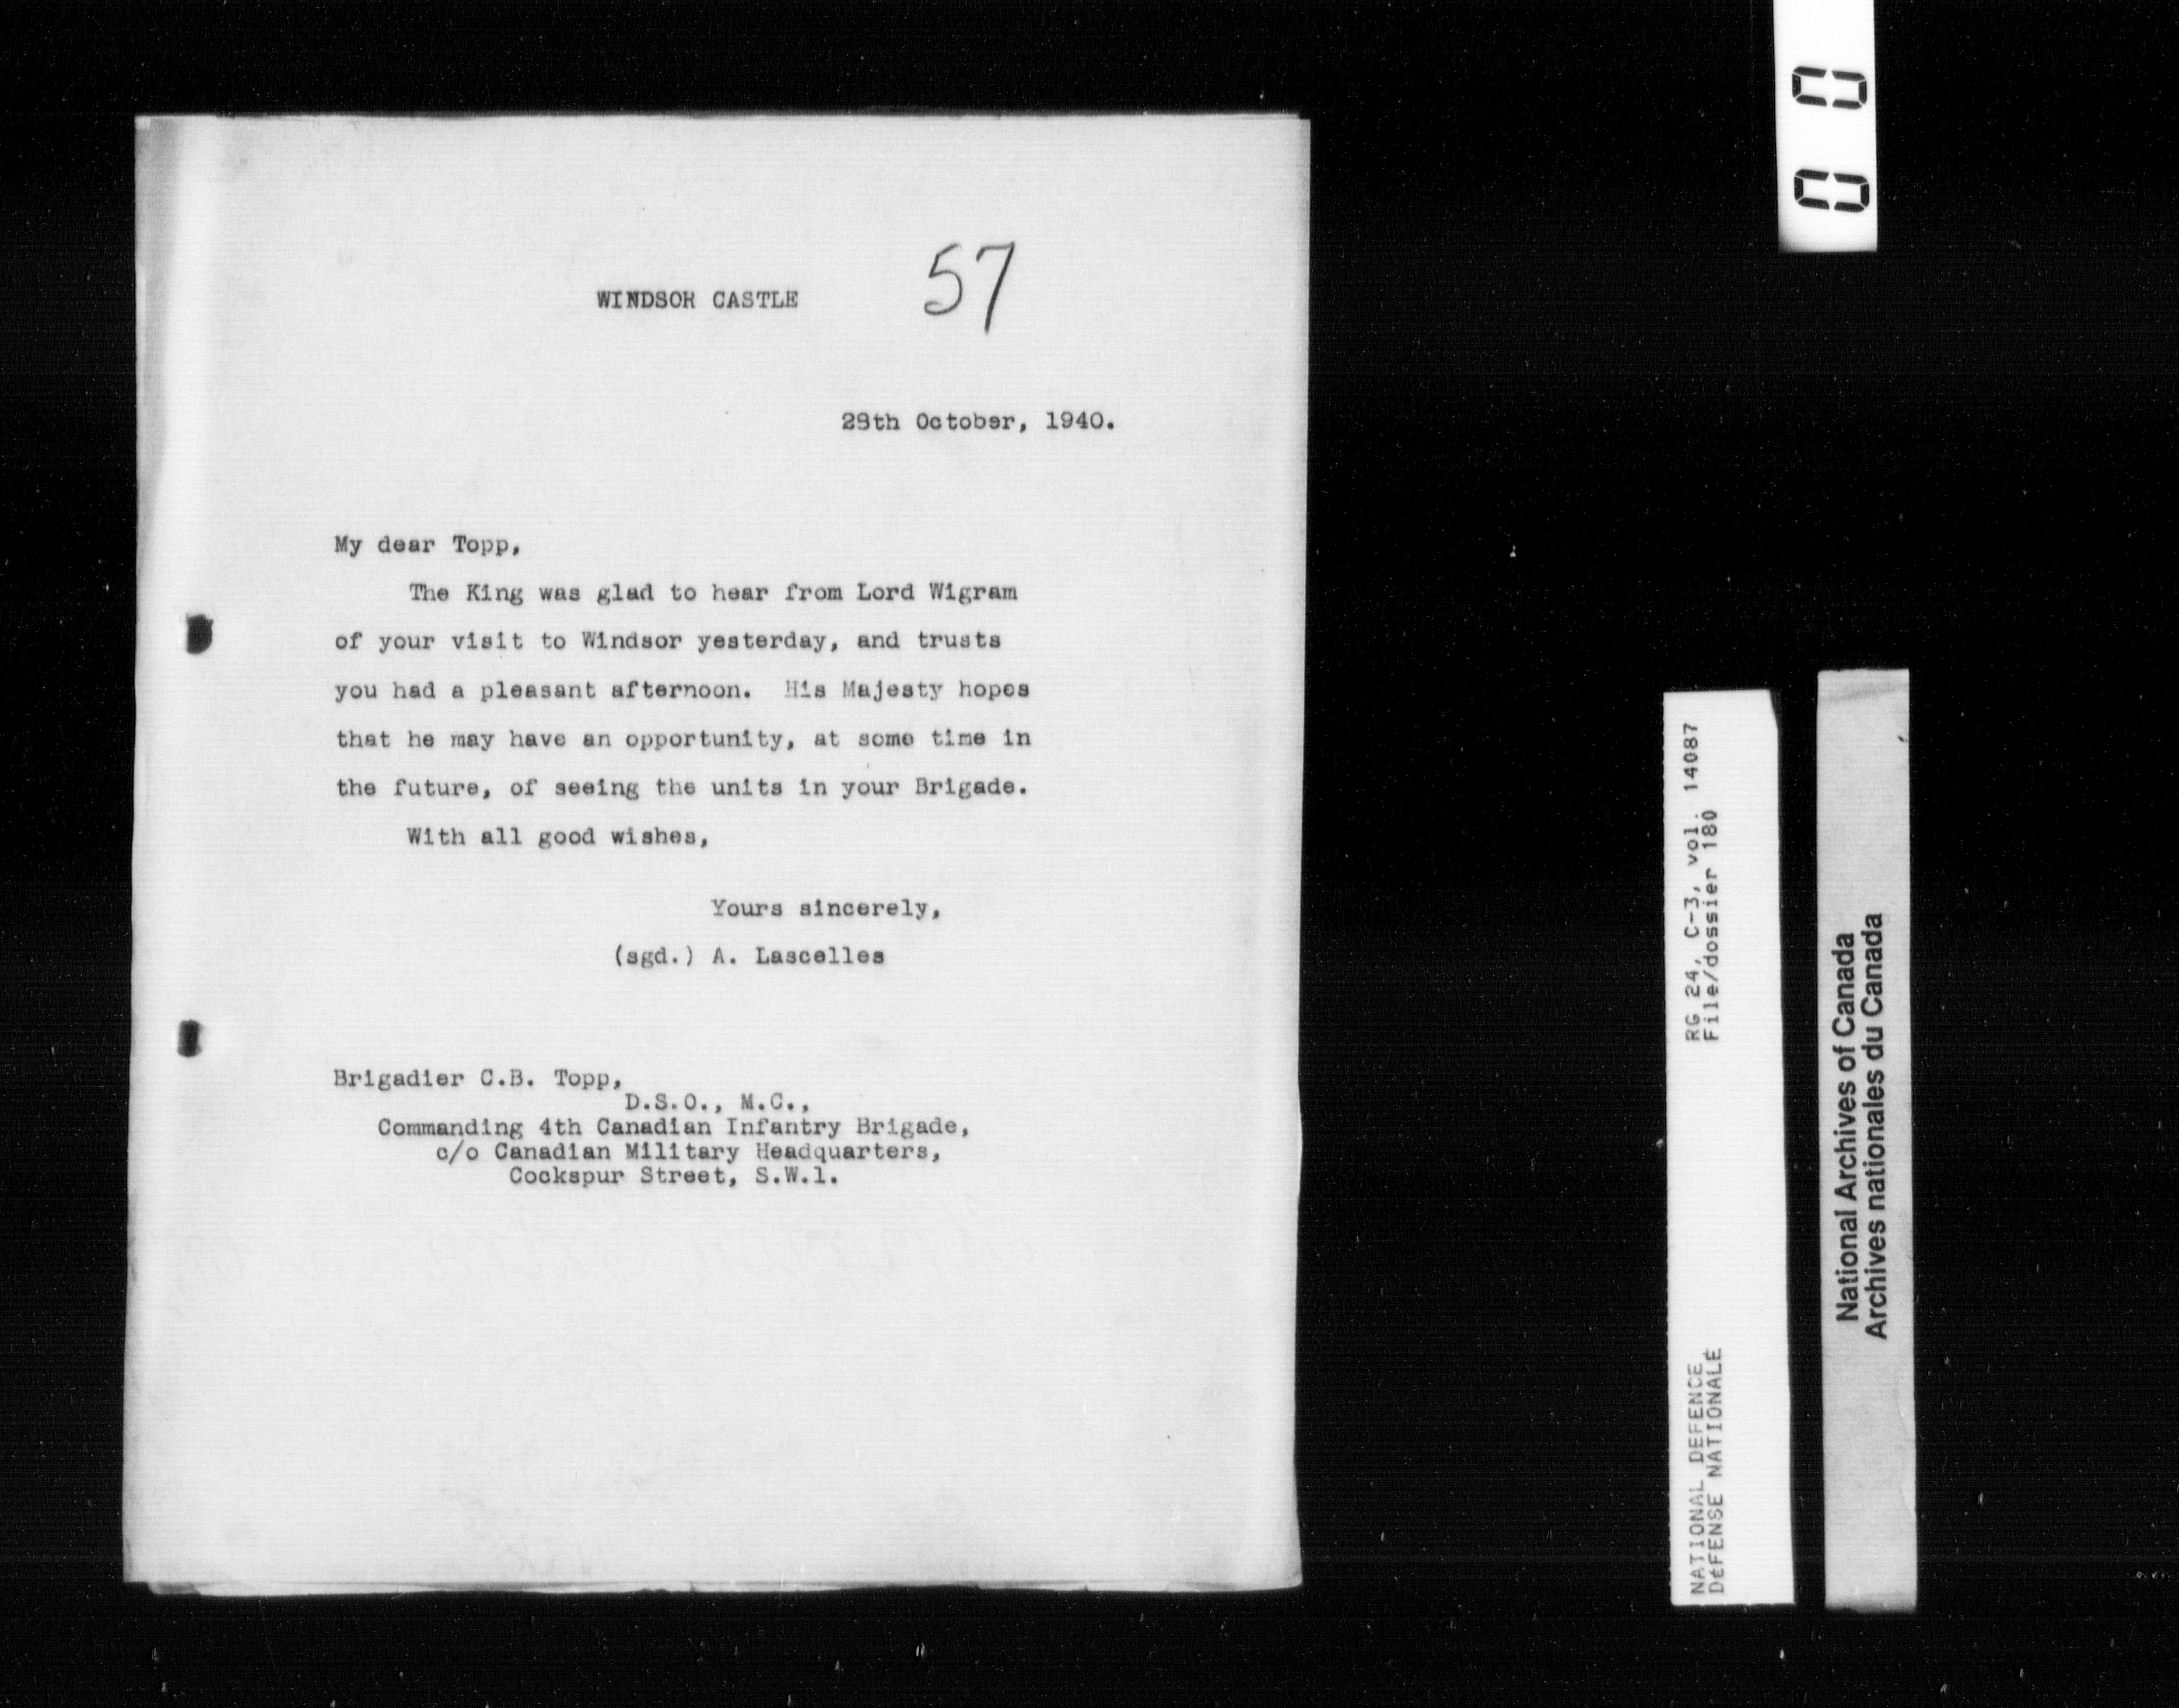 WINDSOR CASTLE
57
28th October, 1940.
My dear Topp,
The King was glad to hear from Lord Wigram
of your visit to Windsor yesterday, and trusts
you had a pleasant afternoon. His Majesty hopes
that he may have an opportunity, at some time in
the future, of seeing the units in your Brigade.
With all good wishes,
Yours sincerely,
(sgd.) A. Lascelles
Brigadier C.B. Topp,
D.S.O., M.C.,
Commanding 4th Canadian Infantry Brigade,
c/o Canadian Military Headquarters,
Cockspur Street, S.W.1.
00
RG 24, C-3, vol. 14087
File/dossier 180
NATIONAL DEFENCE
DÉFENSE NATIONALE
National Archives of Canada
Archives nationales du Canada